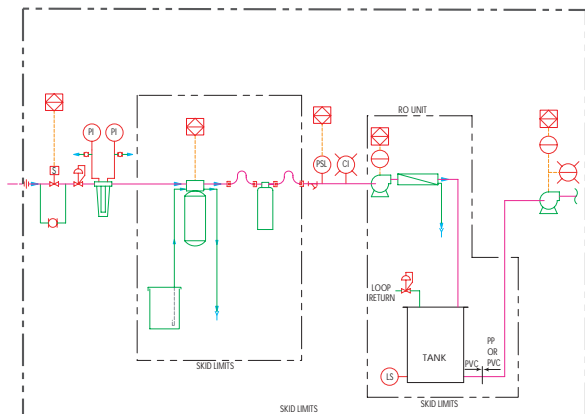 RO UNIT
PI
PI
S
PSL
CI
LOOP
RETURN
TANK
LS
PVC
PP
OR
PVC
SKID LIMITS
SKID LIMITS
SKID LIMITS